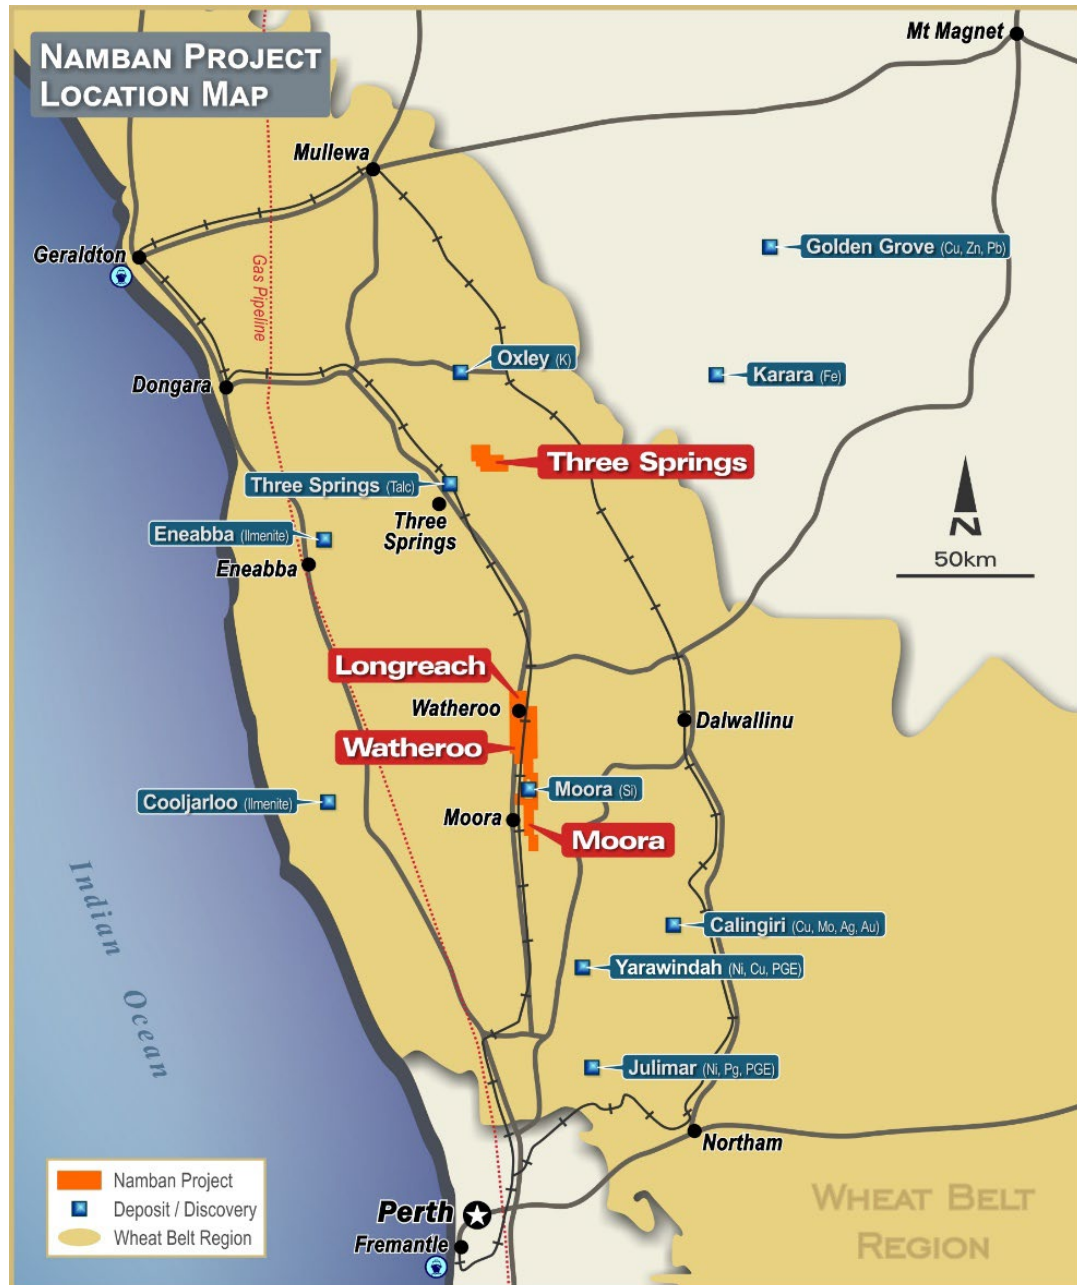 NAMBAN PROJECT
LOCATION MAP
Mt Magnet
Mullewa
Geraldton
Gas Pipeline
Golden Grove (Cu, Zn, Pb)
Oxley (K)
Karara (Fe)
Dongara
Three Springs
Three Springs (Talc)
Three
Springs
Eneabba (Ilmenite)
Eneabba
N
50km
Longreach
Watheroo
Dalwallinu
Watheroo
Moora (Si)
Cooljarloo (Ilmenite)
Moora
Moora
Indian Ocean
Calingiri (Cu, Mo, Ag, Au)
Yarawindah (Ni, Cu, PGE)
Julimar (Ni, Pg, PGE)
Northam
Namban Project
Deposit / Discovery
Wheat Belt Region
Perth
Fremantle
WHEAT BELT
REGION